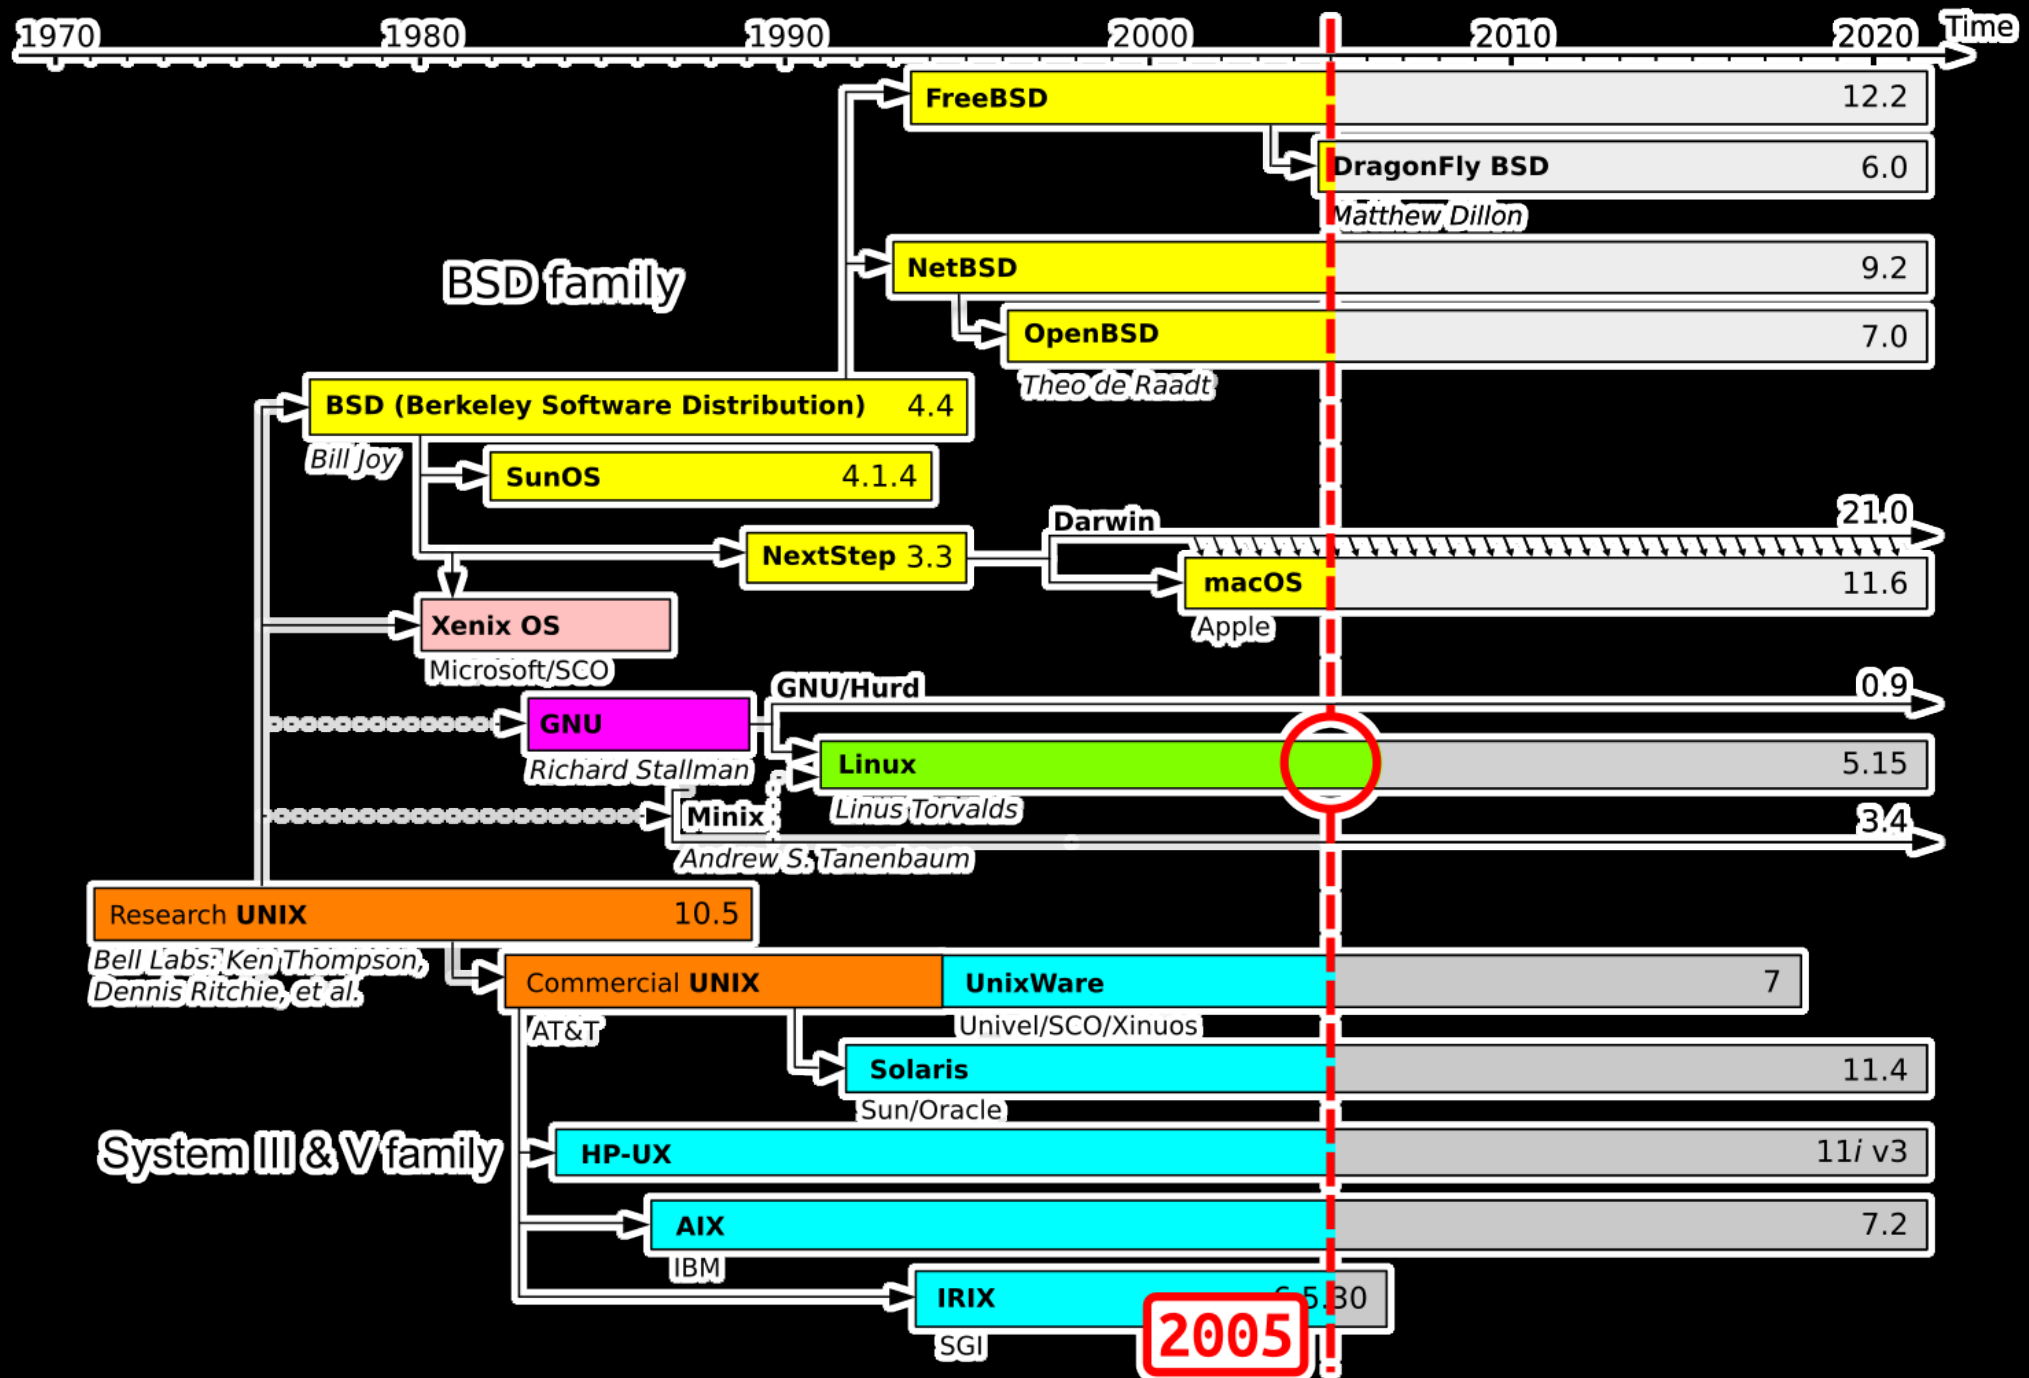 1970 1980 1990 2000 2010 2020 Time
FreeBSD 12.2
DragonFly BSD 6.0
Matthew Dillon
BSD family
NetBSD 9.2
OpenBSD 7.0
Theo de Raadt
BSD (Berkeley Software Distribution) 4.4
Bill Joy
SunOS 4.1.4
Darwin 21.0
NextStep 3.3
macOS 11.6
Apple
Xenix OS
Microsoft/SCO
GNU/Hurd 0.9
GNU
Richard Stallman
Linux 5.15
Linus Torvalds
Minix 3.4
Andrew S. Tanenbaum
Research UNIX 10.5
Bell Labs: Ken Thompson,
Dennis Ritchie, et al.
Commercial UNIX
AT&T
UnixWare 7
Univel/SCO/Xinuos
Solaris 11.4
Sun/Oracle
System III & V family
HP-UX 11i v3
AIX 7.2
IBM
IRIX 6.5.30
SGI
2005